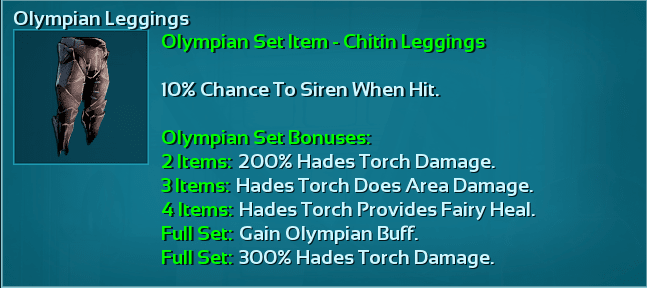 Olympian Leggings
Olympian Set Item - Chitin Leggings
10% Chance To Siren When Hit.
Olympian Set Bonuses:
2 Items: 200% Hades Torch Damage.
3 Items: Hades Torch Does Area Damage.
4 Items: Hades Torch Provides Fairy Heal.
Full Set: Gain Olympian Buff.
Full Set: 300% Hades Torch Damage.